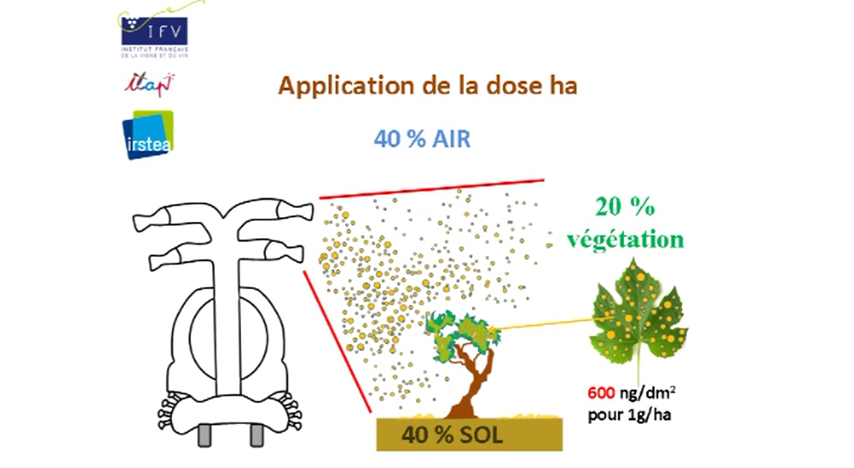 IFV
INSTITUT FRANÇAIS
DE LA VIGNE ET DU VIN
itap
irstea
Application de la dose ha
40 % AIR
20 %
végétation
600 ng/dm²
pour 1g/ha
40 % SOL